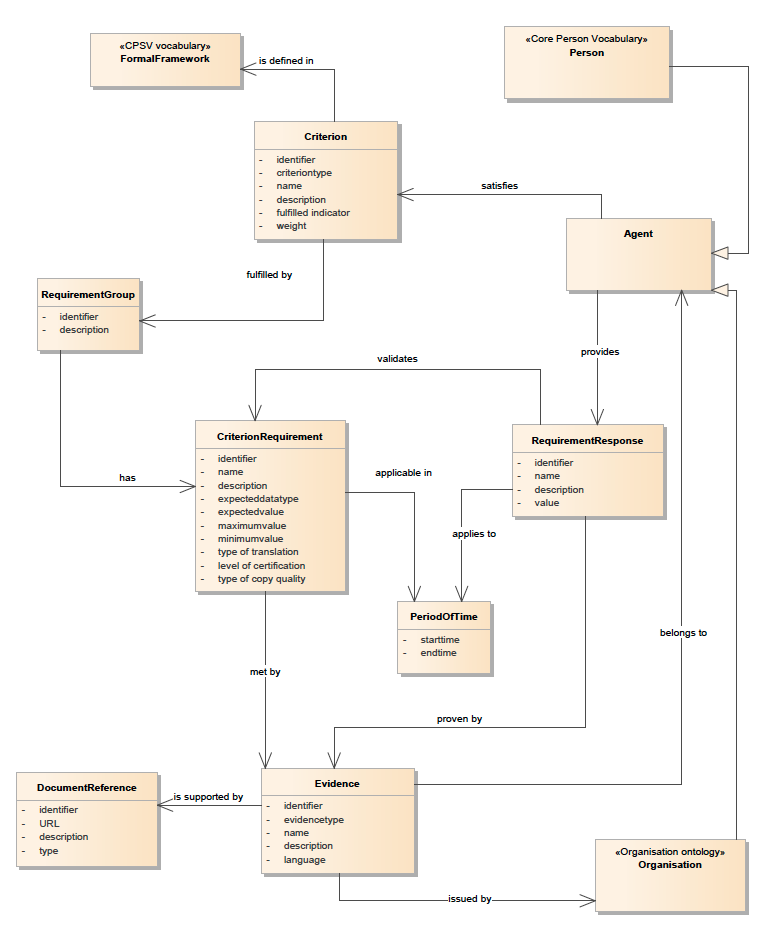 «CPSV vocabulary»
FormalFramework
is defined in
«Core Person Vocabulary»
Person
Criterion
- identifier
- criteriontype
- name
- description
- fulfilled indicator
- weight
satisfies
Agent
fulfilled by
RequirementGroup
- identifier
- description
provides
validates
CriterionRequirement
- identifier
- name
- description
- expecteddatatype
- expectedvalue
- maximumvalue
- minimumvalue
- type of translation
- level of certification
- type of copy quality
has
applicable in
RequirementResponse
- identifier
- name
- description
- value
applies to
PeriodOfTime
- starttime
- endtime
belongs to
met by
proven by
DocumentReference
- identifier
- URL
- description
- type
is supported by
Evidence
- identifier
- evidencetype
- name
- description
- language
issued by
«Organisation ontology»
Organisation